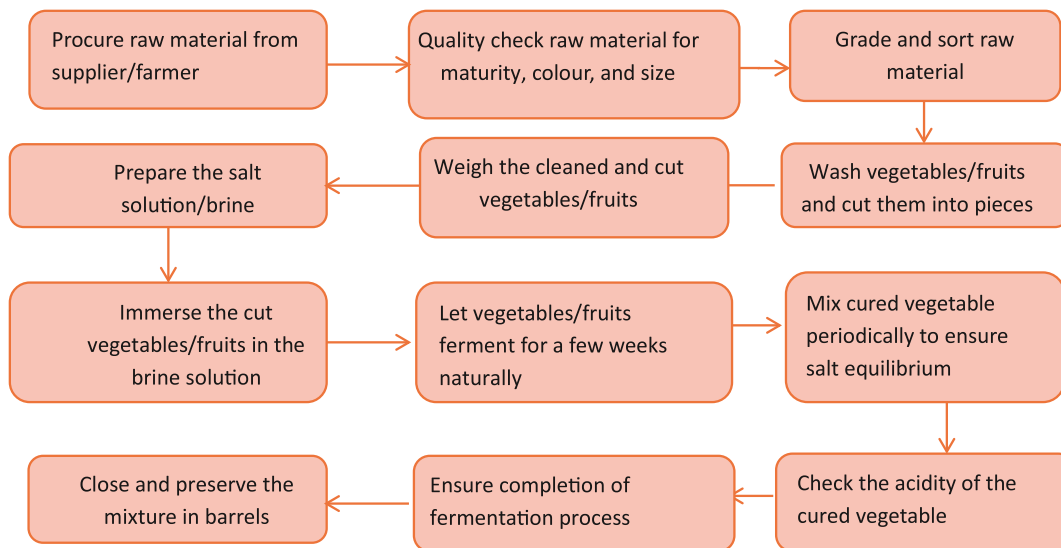 Procure raw material from
supplier/farmer
Quality check raw material for
maturity, colour, and size
Grade and sort raw
material
Wash vegetables/fruits
and cut them into pieces
Weigh the cleaned and cut
vegetables/fruits
Prepare the salt
solution/brine
Immerse the cut
vegetables/fruits in the
brine solution
Let vegetables/fruits
ferment for a few weeks
naturally
Mix cured vegetable
periodically to ensure
salt equilibrium
Check the acidity of the
cured vegetable
Ensure completion of
fermentation process
Close and preserve the
mixture in barrels